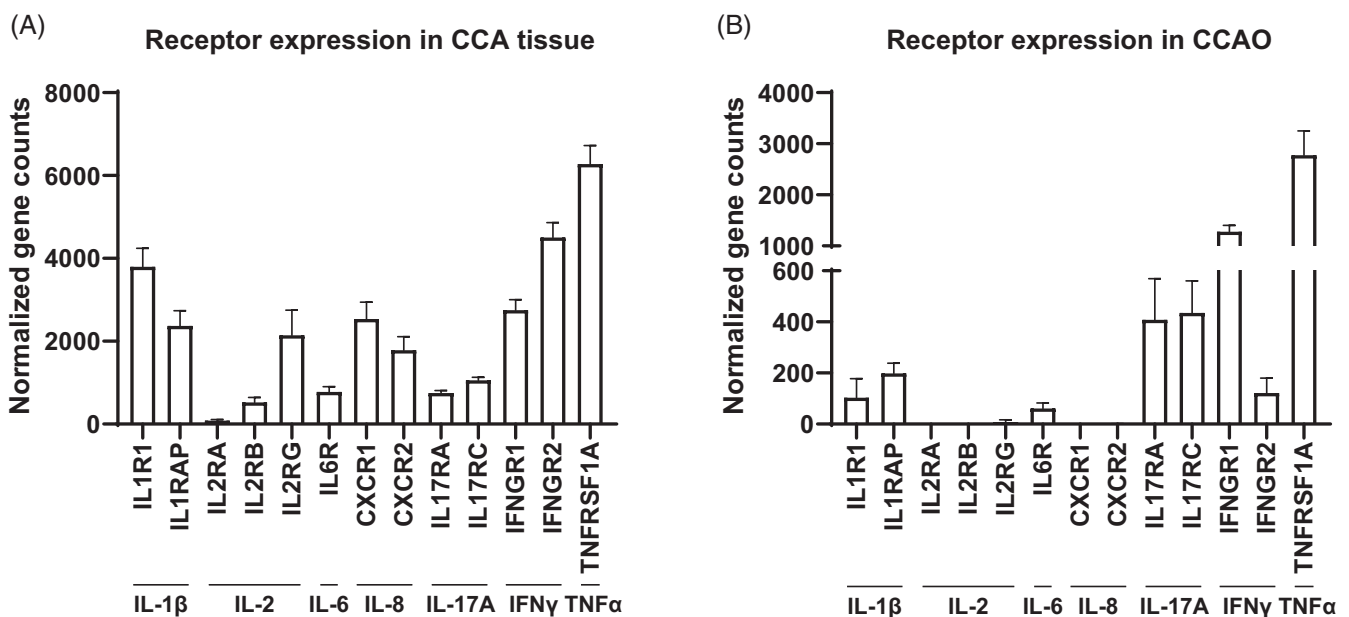 (A)
Receptor expression in CCA tissue
Normalized gene counts
8000
6000
4000
2000
0
IL1R1
IL1RAP
IL2RA
IL2RB
IL2RG
IL6R
CXCR1
CXCR2
IL17RA
IL17RC
IFNGR1
IFNGR2
TNFRSF1A
IL-1β IL-2 IL-6 IL-8 IL-17A IFNγ TNFα
(B)
Receptor expression in CCAO
Normalized gene counts
4000
3000
2000
1000
600
400
200
0
IL1R1
IL1RAP
IL2RA
IL2RB
IL2RG
IL6R
CXCR1
CXCR2
IL17RA
IL17RC
IFNGR1
IFNGR2
TNFRSF1A
IL-1β IL-2 IL-6 IL-8 IL-17A IFNγ TNFα